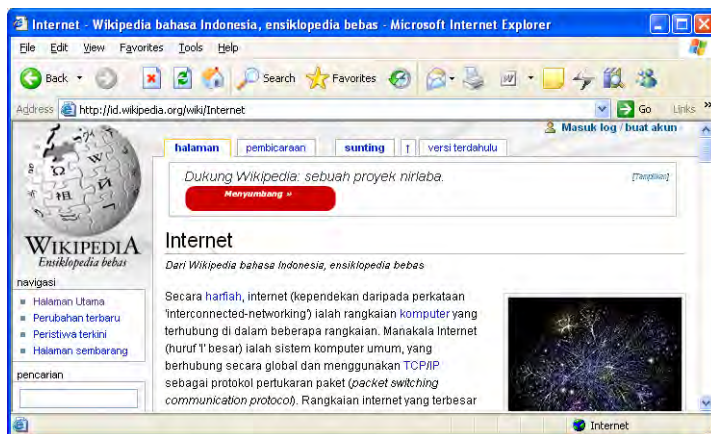 Internet - Wikipedia bahasa Indonesia, ensiklopedia bebas - Microsoft Internet Explorer
File Edit View Favorites Tools Help
Back Search Favorites
Address http://id.wikipedia.org/wiki/Internet Go Links »
Masuk log / buat akun
halaman pembicaraan sunting ↑ versi terdahulu
Dukung Wikipedia: sebuah proyek nirlaba. [Tampilkan]
Menyumbang »
WIKIPEDIA
Ensiklopedia bebas
navigasi
Halaman Utama
Perubahan terbaru
Peristiwa terkini
Halaman sembarang
pencarian
Internet
Dari Wikipedia bahasa Indonesia, ensiklopedia bebas
Secara harfiah, internet (kependekan daripada perkataan
'interconnected-networking') ialah rangkaian komputer yang
terhubung di dalam beberapa rangkaian. Manakala Internet
(huruf 'I' besar) ialah sistem komputer umum, yang
berhubung secara global dan menggunakan TCP/IP
sebagai protokol pertukaran paket (packet switching
communication protocol). Rangkaian internet yang terbesar
Internet